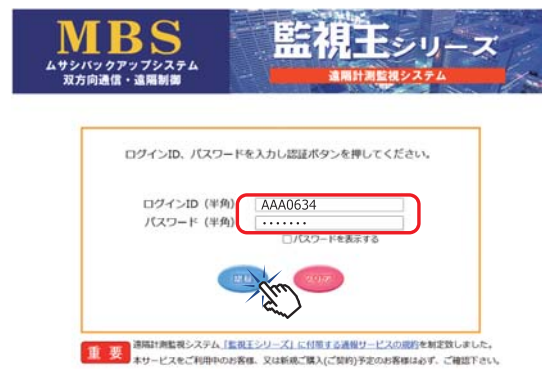 MBS
ムサシバックアップシステム
双方向通信・遠隔制御
監視王シリーズ
遠隔計測監視システム
ログインID、パスワードを入力し認証ボタンを押してください。
ログインID（半角） AAA0634
パスワード（半角） ･･･････
□パスワードを表示する
認証 クリア
重 要
遠隔計測監視システム「監視王シリーズ」に付帯する通報サービスの規約を制定致しました。
本サービスをご利用中のお客様、又は新規ご購入(ご契約)予定のお客様は必ず、ご確認下さい。